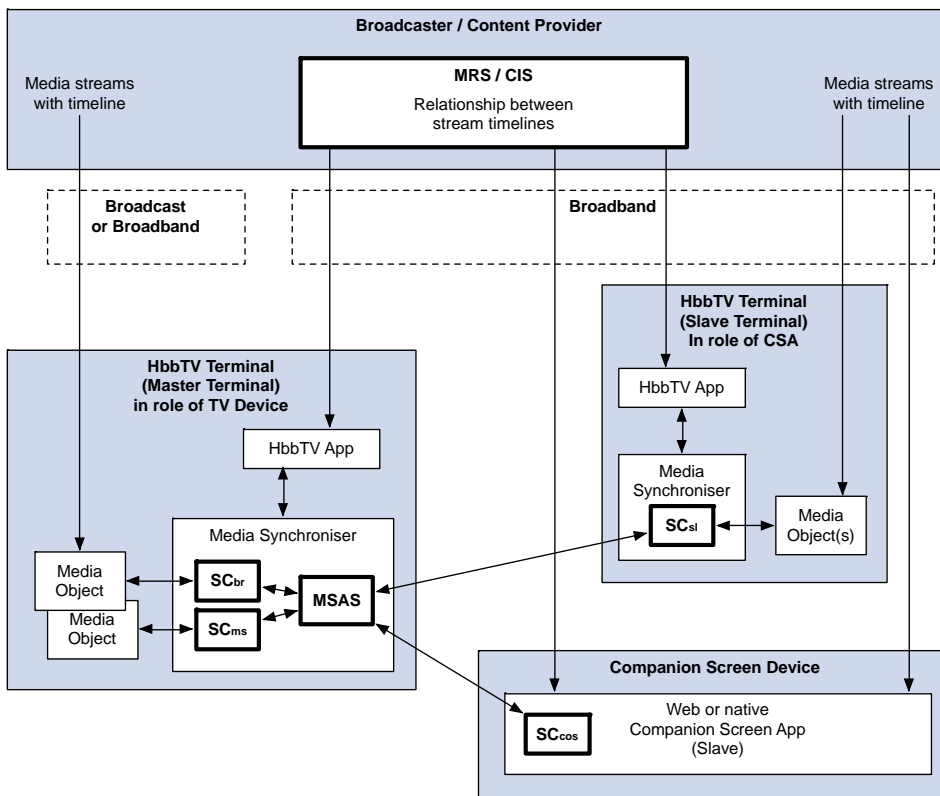 Broadcaster / Content Provider
Media streams
with timeline
MRS / CIS
Relationship between
stream timelines
Media streams
with timeline
Broadcast
or Broadband
Broadband
HbbTV Terminal
(Slave Terminal)
In role of CSA
HbbTV App
Media
Synchroniser
SCsl
Media
Object(s)
HbbTV Terminal
(Master Terminal)
in role of TV Device
HbbTV App
Media Synchroniser
Media
Object
SCbr
MSAS
Media
Object
SCms
Companion Screen Device
Web or native
Companion Screen App
(Slave)
SCcos